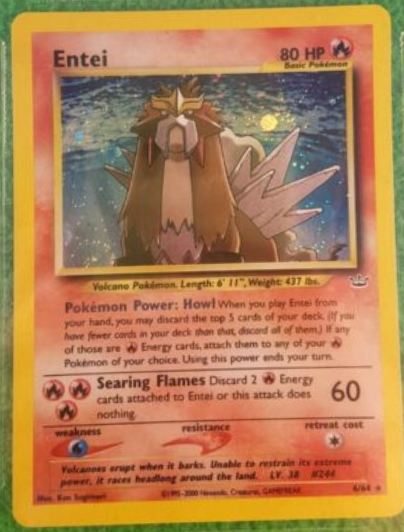 Entei
80 HP
Basic Pokémon
Volcano Pokémon. Length: 6' 11", Weight: 437 lbs.
Pokémon Power: Howl When you play Entei from
your hand, you may discard the top 5 cards of your deck. (If you
have fewer cards in your deck than that, discard all of them.) If any
of those are Energy cards, attach them to any of your
Pokémon of your choice. Using this power ends your turn.
Searing Flames Discard 2 Energy
cards attached to Entei or this attack does
nothing.
60
weakness
resistance
retreat cost
Volcanoes erupt when it barks. Unable to restrain its extreme
power, it races headlong around the land. LV. 38 #244
Illus. Ken Sugimori
©1995-2000 Nintendo, Creatures, GAMEFREAK
6/64